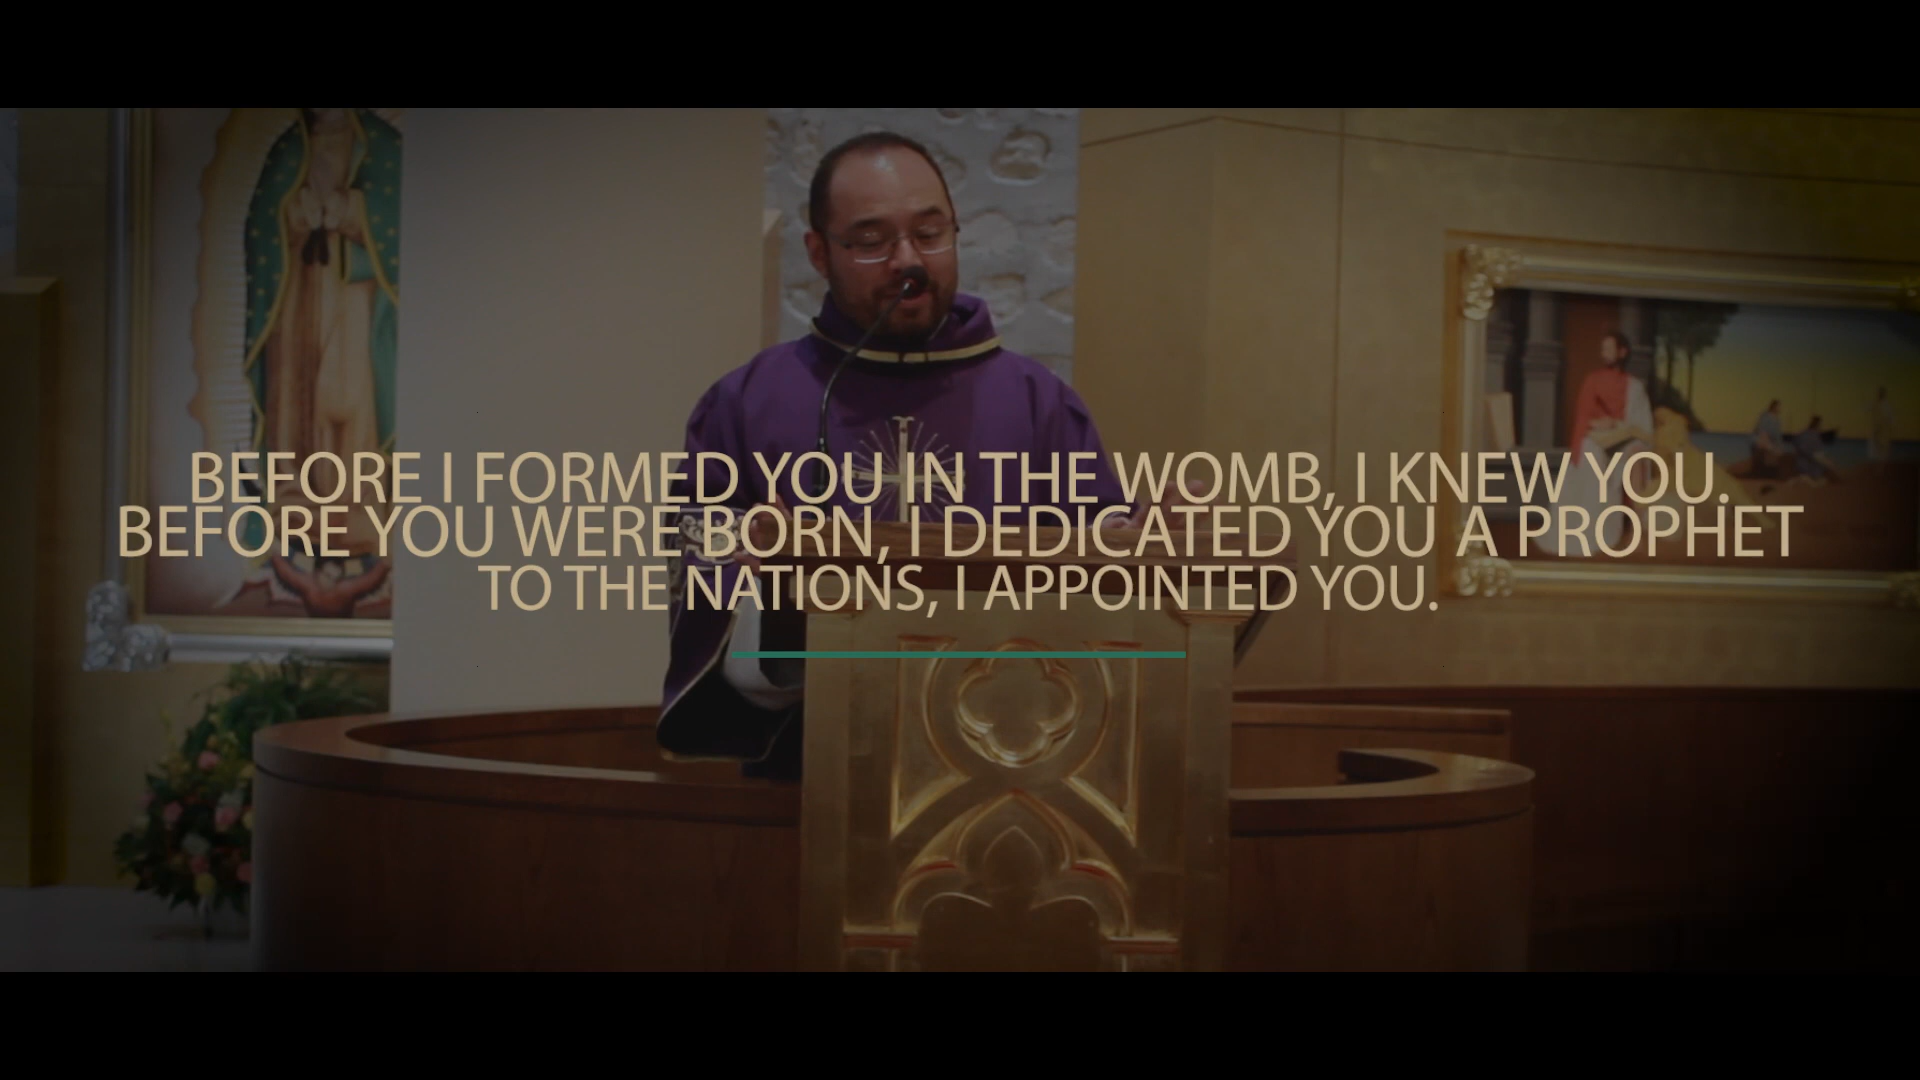 BEFORE I FORMED YOU IN THE WOMB, I KNEW YOU.
BEFORE YOU WERE BORN, I DEDICATED YOU A PROPHET
TO THE NATIONS, I APPOINTED YOU.